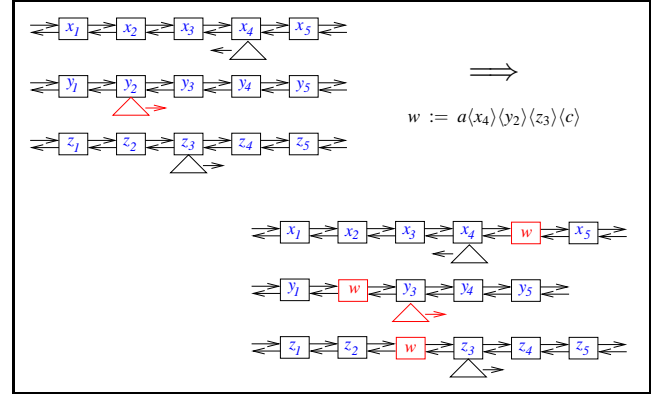 x₁ x₂ x₃ x₄ x₅
y₁ y₂ y₃ y₄ y₅
⟹
w := a⟨x₄⟩⟨y₂⟩⟨z₃⟩⟨c⟩
z₁ z₂ z₃ z₄ z₅
x₁ x₂ x₃ x₄ w x₅
y₁ w y₃ y₄ y₅
z₁ z₂ w z₃ z₄ z₅